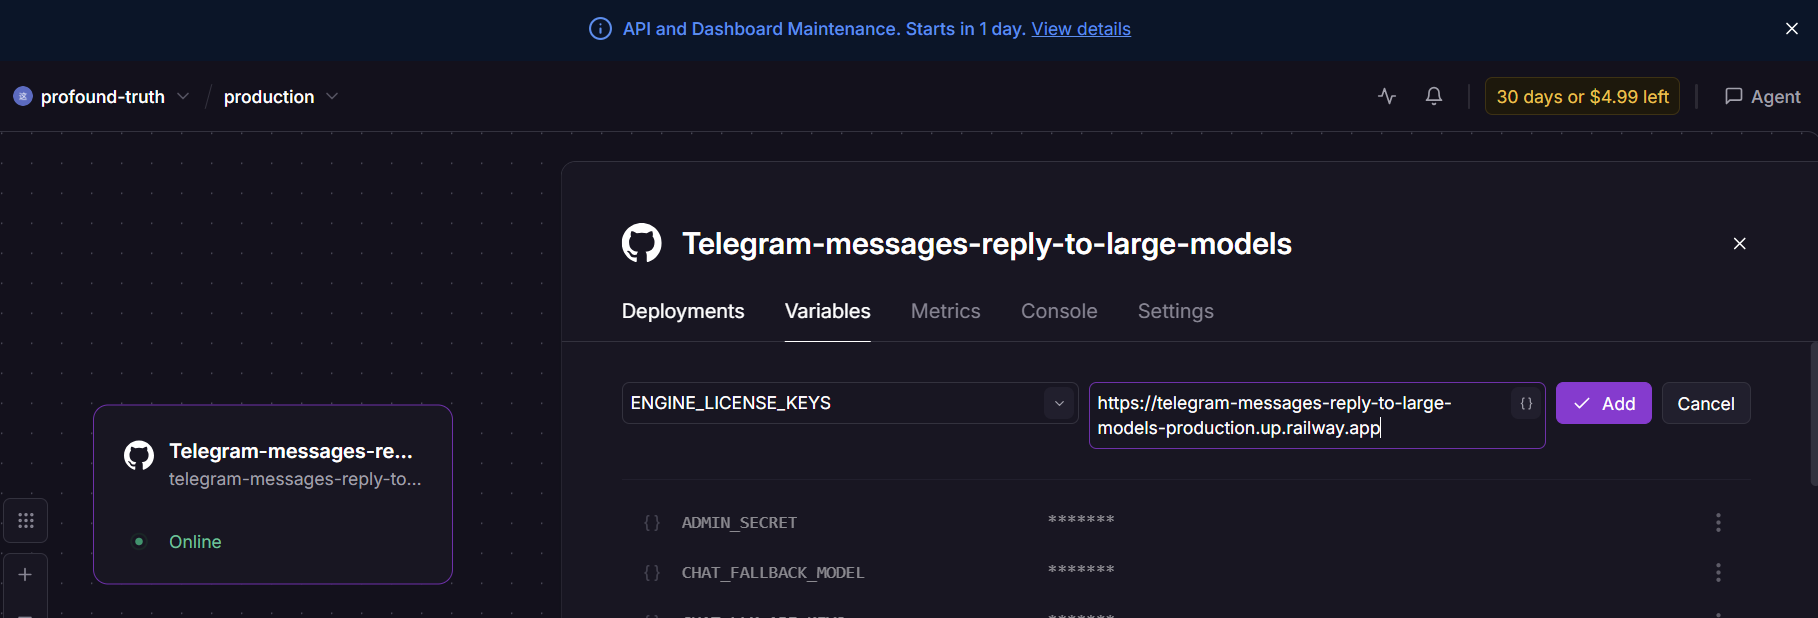 API and Dashboard Maintenance. Starts in 1 day. View details
这 profound-truth / production
30 days or $4.99 left
Agent
Telegram-messages-reply-to-large-models
Deployments Variables Metrics Console Settings
ENGINE_LICENSE_KEYS
https://telegram-messages-reply-to-large-
models-production.up.railway.app
{} Add Cancel
Telegram-messages-re...
telegram-messages-reply-to...
Online
{} ADMIN_SECRET *******
{} CHAT_FALLBACK_MODEL *******